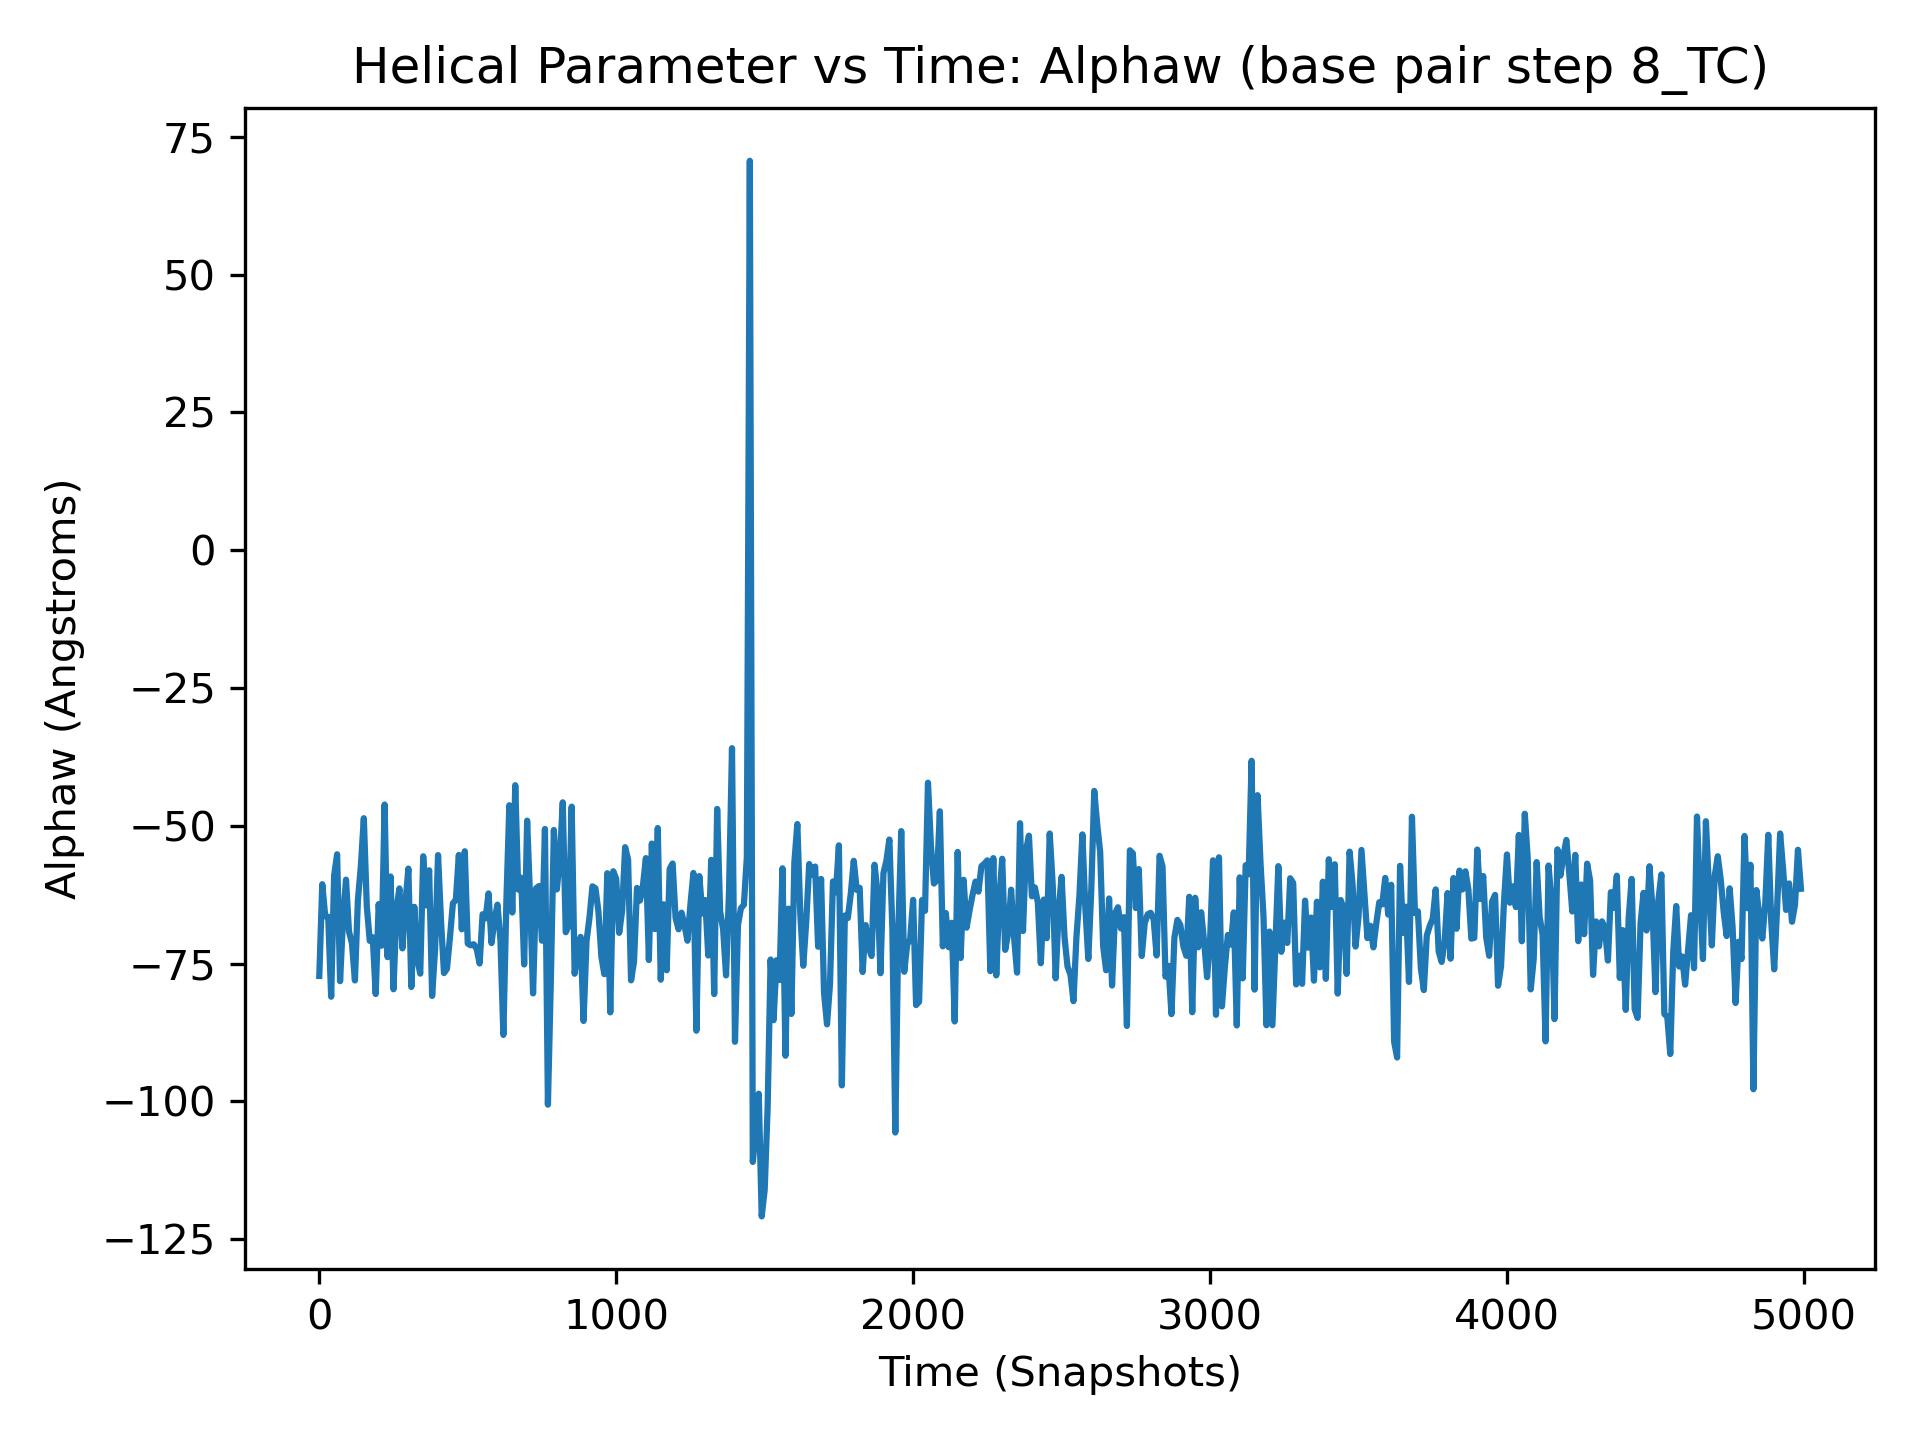 Helical Parameter vs Time: Alphaw (base pair step 8_TC)
75
50
25
0
−25
−50
−75
−100
−125
Alphaw (Angstroms)
0 1000 2000 3000 4000 5000
Time (Snapshots)